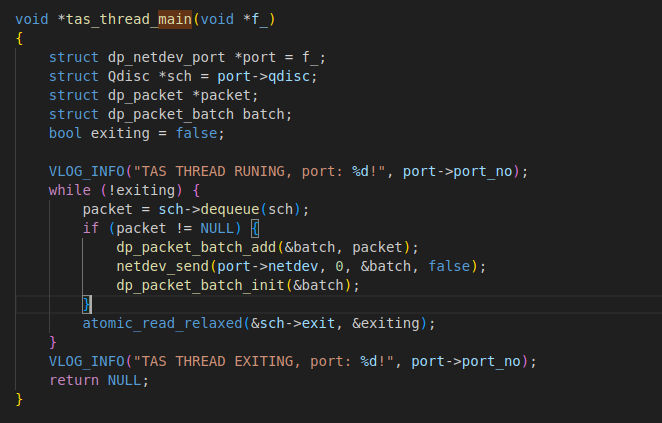 void *tas_thread_main(void *f_)
{
    struct dp_netdev_port *port = f_;
    struct Qdisc *sch = port->qdisc;
    struct dp_packet *packet;
    struct dp_packet_batch batch;
    bool exiting = false;

    VLOG_INFO("TAS THREAD RUNING, port: %d!", port->port_no);
    while (!exiting) {
        packet = sch->dequeue(sch);
        if (packet != NULL) {
            dp_packet_batch_add(&batch, packet);
            netdev_send(port->netdev, 0, &batch, false);
            dp_packet_batch_init(&batch);
        }
        atomic_read_relaxed(&sch->exit, &exiting);
    }
    VLOG_INFO("TAS THREAD EXITING, port: %d!", port->port_no);
    return NULL;
}